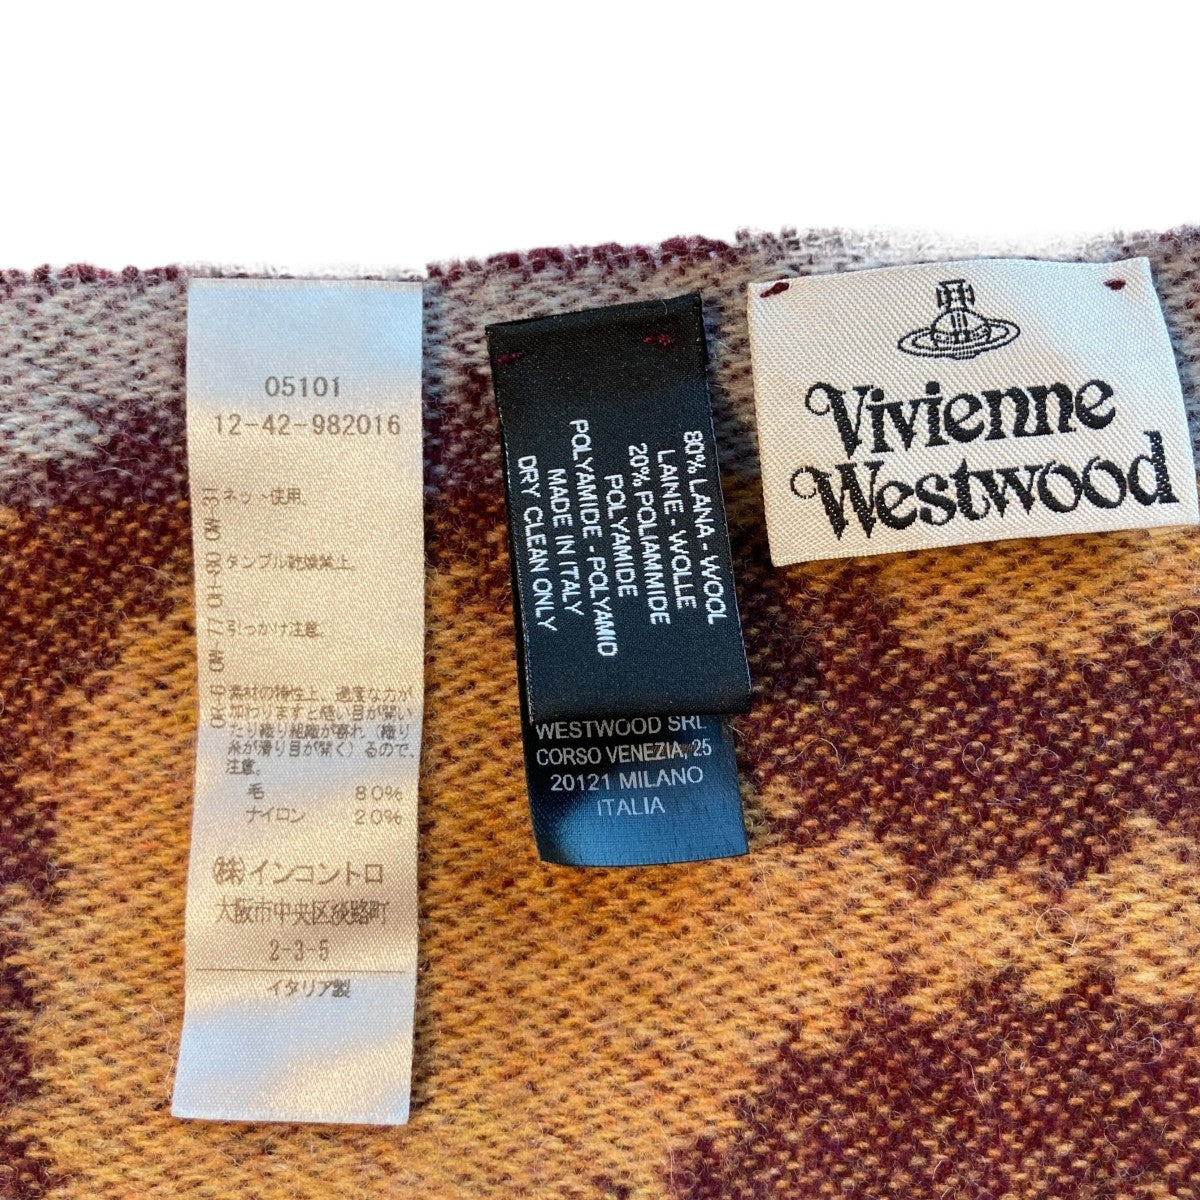 05101
12-42-982016
ネット使用
タンブル乾燥禁止
引っかけ注意
素材の特性上、過度な力が
加わりますと縫い目が開い
たり織り組織が崩れ（織り
糸が滑り目が開く）るので、
注意。
毛 80%
ナイロン 20%
㈱インコントロ
大阪市中央区淡路町
2-3-5
イタリア製
80% LANA - WOOL
LAINE - WOLLE
20% POLIAMMIDE
POLYAMIDE
POLYAMIDE - POLYAMID
MADE IN ITALY
DRY CLEAN ONLY
WESTWOOD SRL
CORSO VENEZIA, 25
20121 MILANO
ITALIA
Vivienne
Westwood